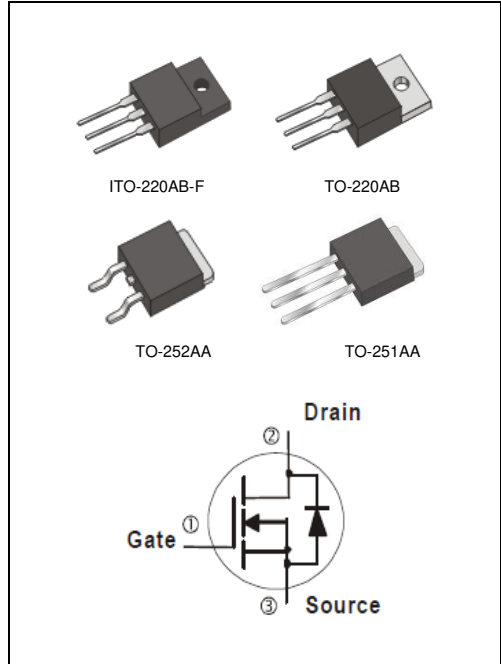 ITO-220AB-F
TO-220AB
TO-252AA
TO-251AA
Drain
②
①
Gate
③ Source